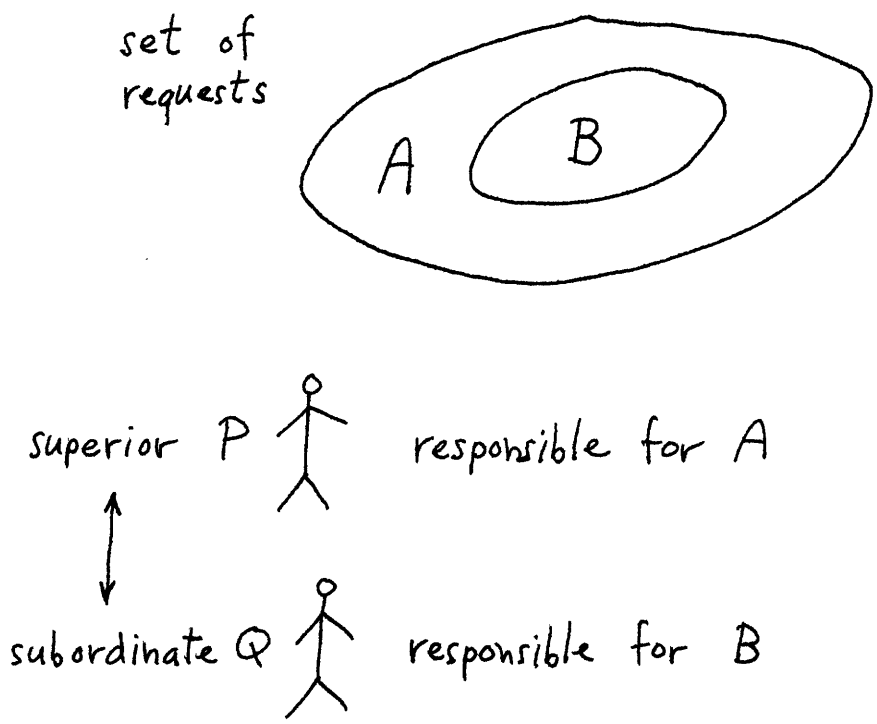 set of
requests
A
B
superior P
responsible for A
subordinate Q
responsible for B